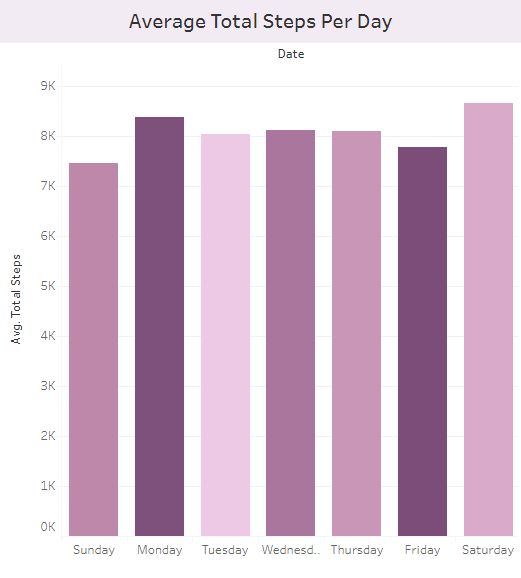 Average Total Steps Per Day
Date
9K
8K
7K
6K
5K
4K
3K
2K
1K
0K
Avg. Total Steps
Sunday Monday Tuesday Wednesd.. Thursday Friday Saturday